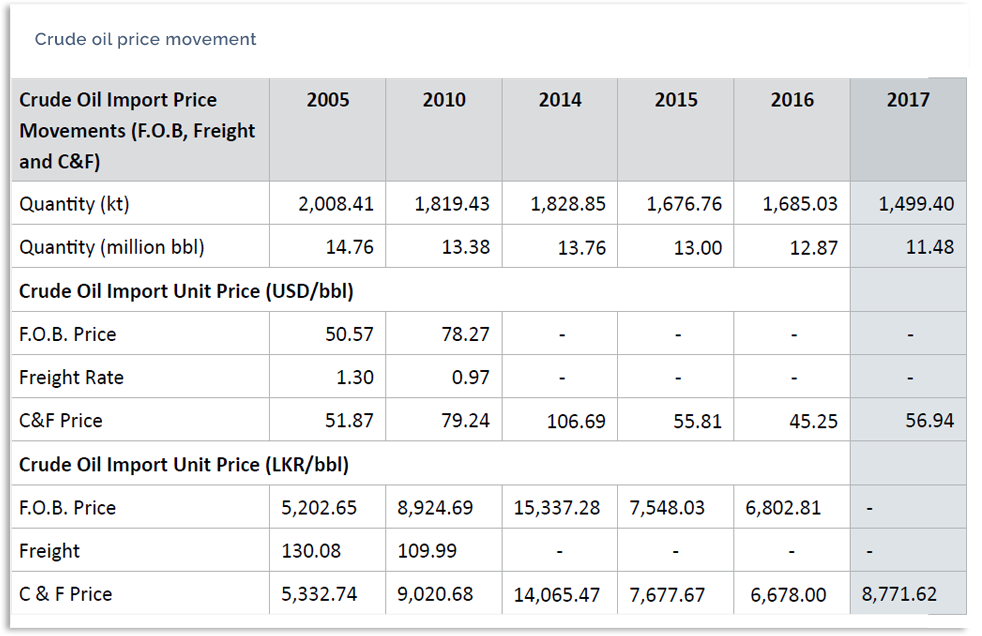 Crude oil price movement
Crude Oil Import Price 2005 2010 2014 2015 2016 2017
Movements (F.O.B, Freight
and C&F)
Quantity (kt) 2,008.41 1,819.43 1,828.85 1,676.76 1,685.03 1,499.40
Quantity (million bbl) 14.76 13.38 13.76 13.00 12.87 11.48
Crude Oil Import Unit Price (USD/bbl)
F.O.B. Price 50.57 78.27 - - - -
Freight Rate 1.30 0.97 - - - -
C&F Price 51.87 79.24 106.69 55.81 45.25 56.94
Crude Oil Import Unit Price (LKR/bbl)
F.O.B. Price 5,202.65 8,924.69 15,337.28 7,548.03 6,802.81 -
Freight 130.08 109.99 - - - -
C & F Price 5,332.74 9,020.68 14,065.47 7,677.67 6,678.00 8,771.62